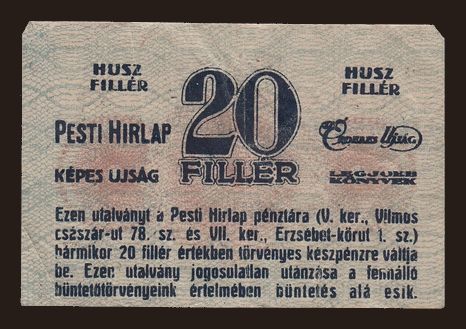 HUSZ
FILLÉR
20
FILLÉR
HUSZ
FILLÉR
PESTI HIRLAP
ÉRDEKES UJSÁG
KÉPES UJSÁG
LEGJOBB
KÖNYVEK
Ezen utalványt a Pesti Hirlap pénztára (V. ker., Vilmos
császár-ut 78. sz. és VII. ker., Erzsébet-körut 1. sz.)
bármikor 20 fillér értékben törvényes készpénzre váltja
be. Ezen utalvány jogosulatlan utánzása a fennálló
büntetőtörvényeink értelmében büntetés alá esik.